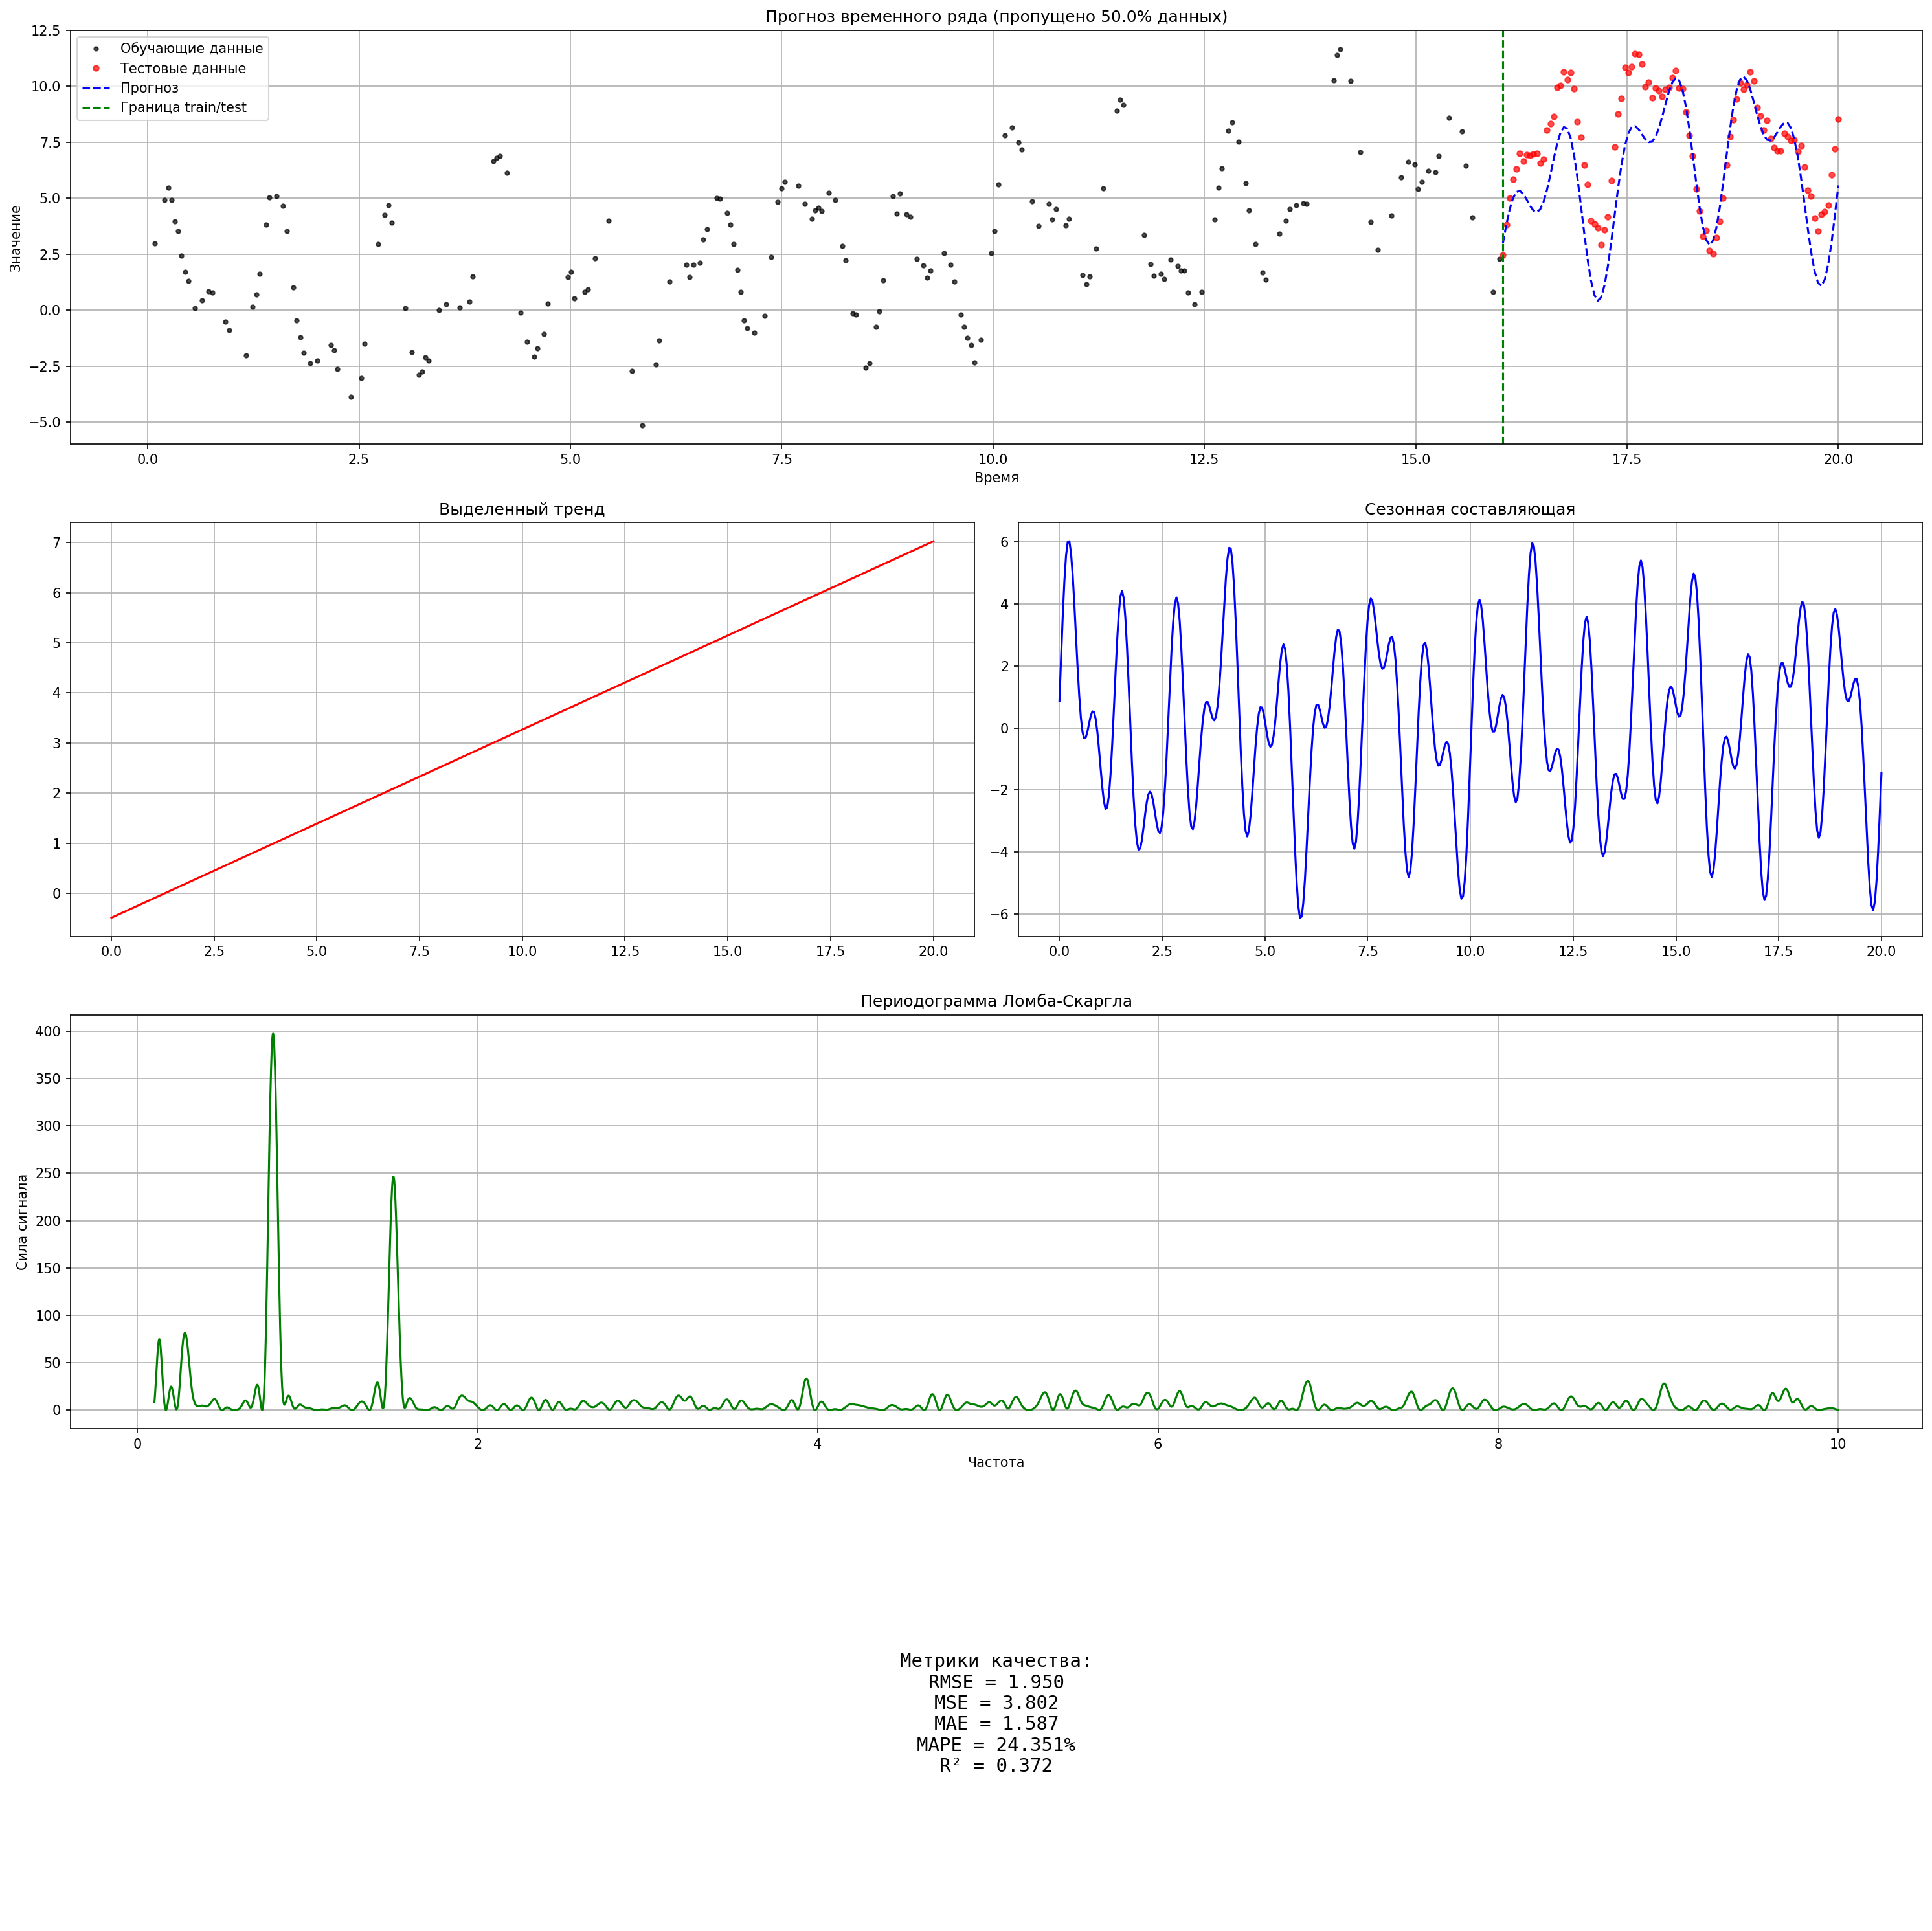 Прогноз временного ряда (пропущено 50.0% данных)
Обучающие данные
Тестовые данные
Прогноз
Граница train/test
Значение
12.5
10.0
7.5
5.0
2.5
0.0
−2.5
−5.0
0.0 2.5 5.0 7.5 10.0 12.5 15.0 17.5 20.0
Время
Выделенный тренд
7
6
5
4
3
2
1
0
0.0 2.5 5.0 7.5 10.0 12.5 15.0 17.5 20.0
Сезонная составляющая
6
4
2
0
−2
−4
−6
0.0 2.5 5.0 7.5 10.0 12.5 15.0 17.5 20.0
Периодограмма Ломба-Скаргла
Сила сигнала
400
350
300
250
200
150
100
50
0
0 2 4 6 8 10
Частота
Метрики качества:
RMSE = 1.950
MSE = 3.802
MAE = 1.587
MAPE = 24.351%
R² = 0.372